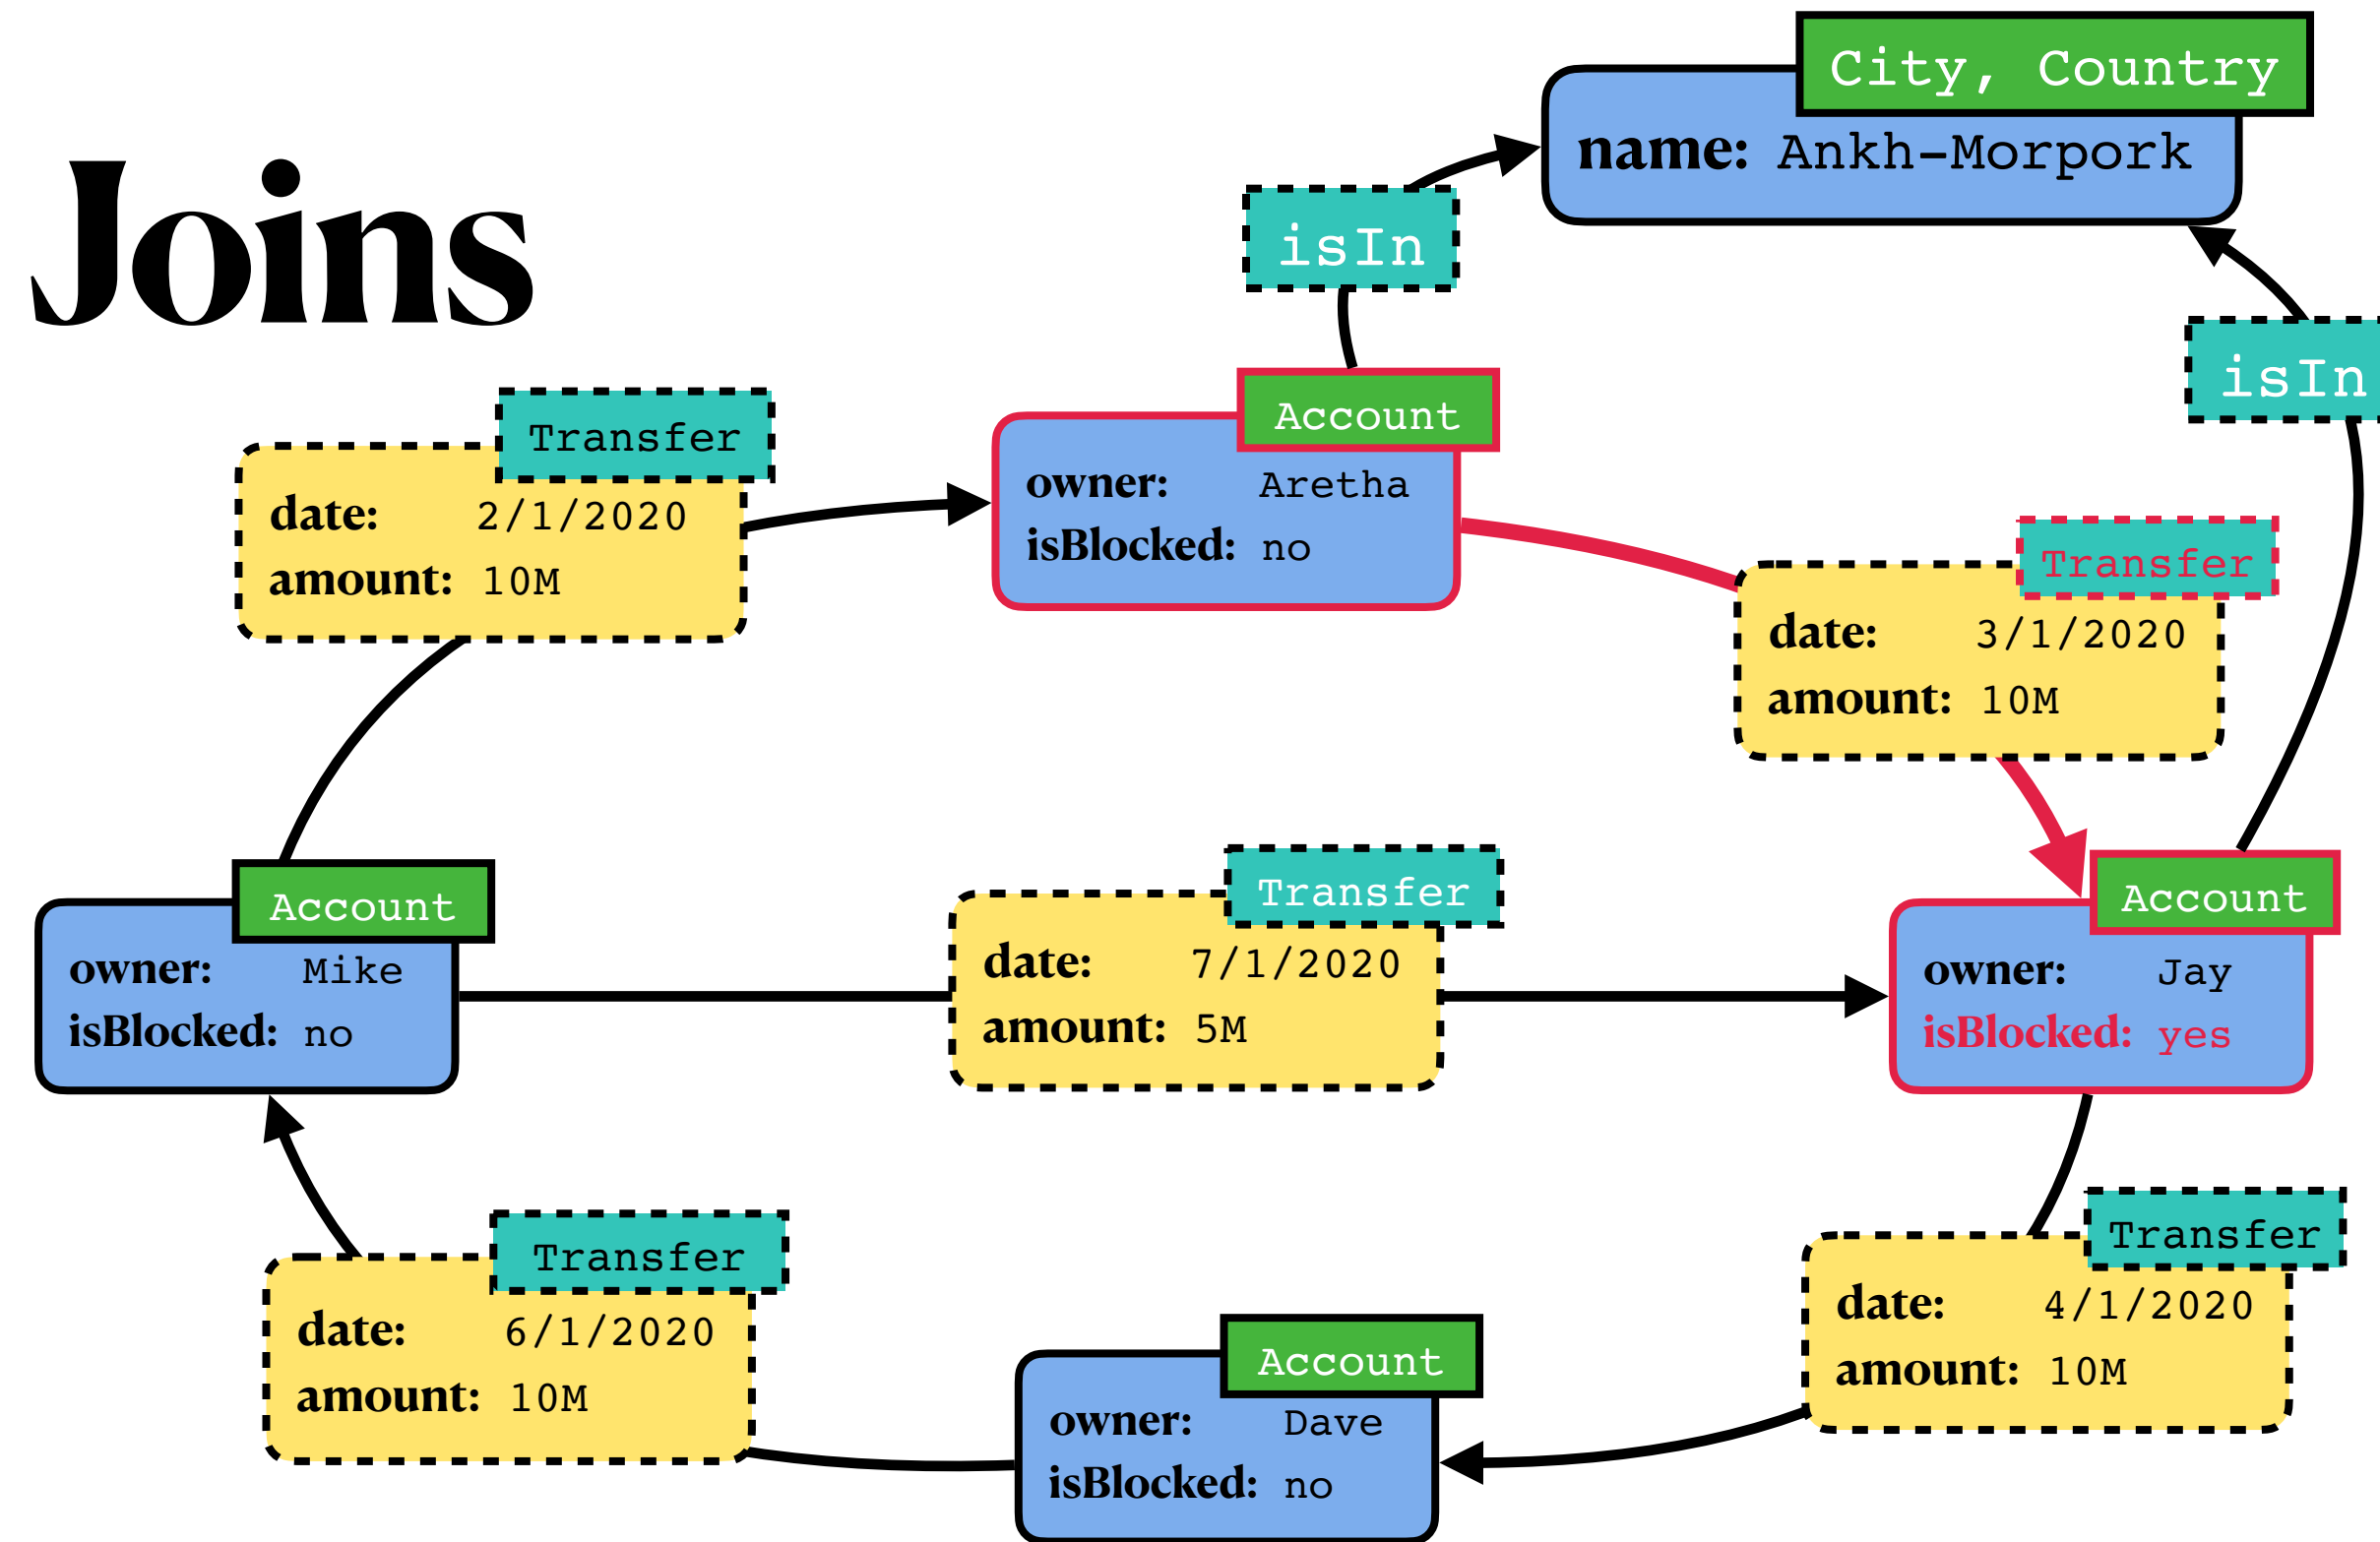 Joins
City, Country
name: Ankh-Morpork
isIn
isIn
Account
owner: Aretha
isBlocked: no
Transfer
date: 2/1/2020
amount: 10M
Transfer
date: 3/1/2020
amount: 10M
Account
owner: Mike
isBlocked: no
Transfer
date: 7/1/2020
amount: 5M
Account
owner: Jay
isBlocked: yes
Transfer
date: 6/1/2020
amount: 10M
Account
owner: Dave
isBlocked: no
Transfer
date: 4/1/2020
amount: 10M